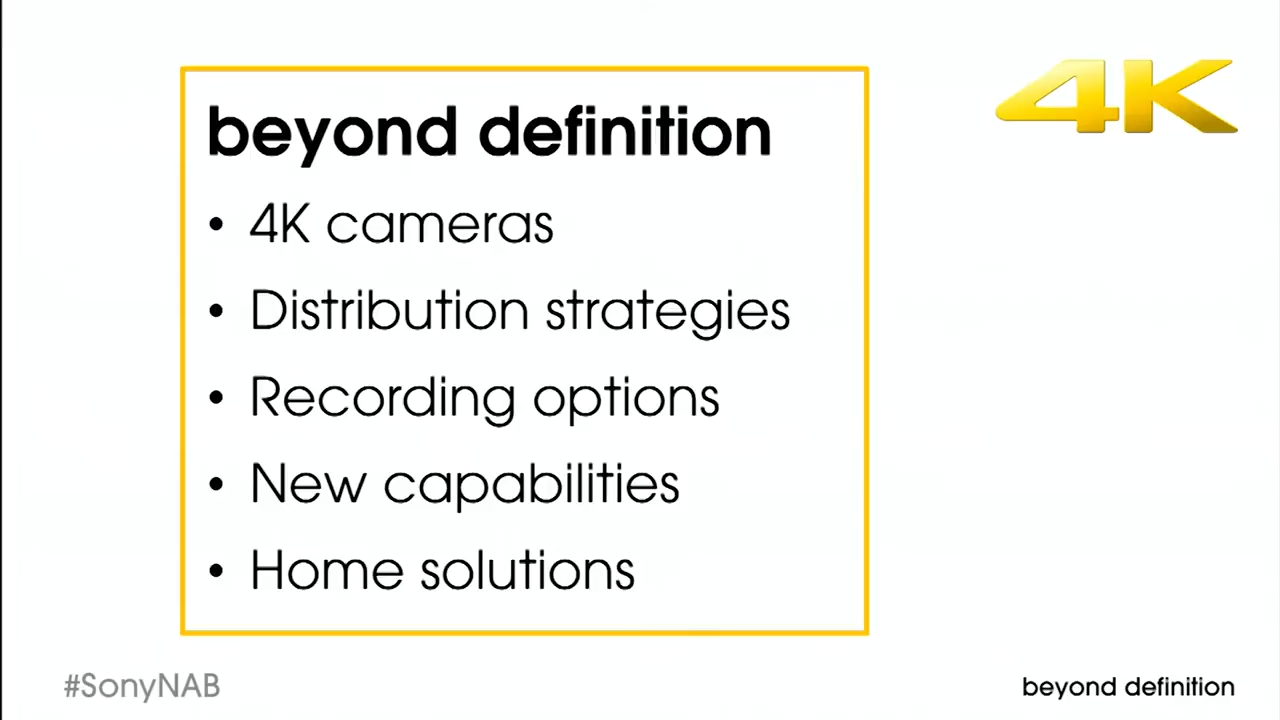 4K
beyond definition
• 4K cameras
• Distribution strategies
• Recording options
• New capabilities
• Home solutions
#SonyNAB
beyond definition